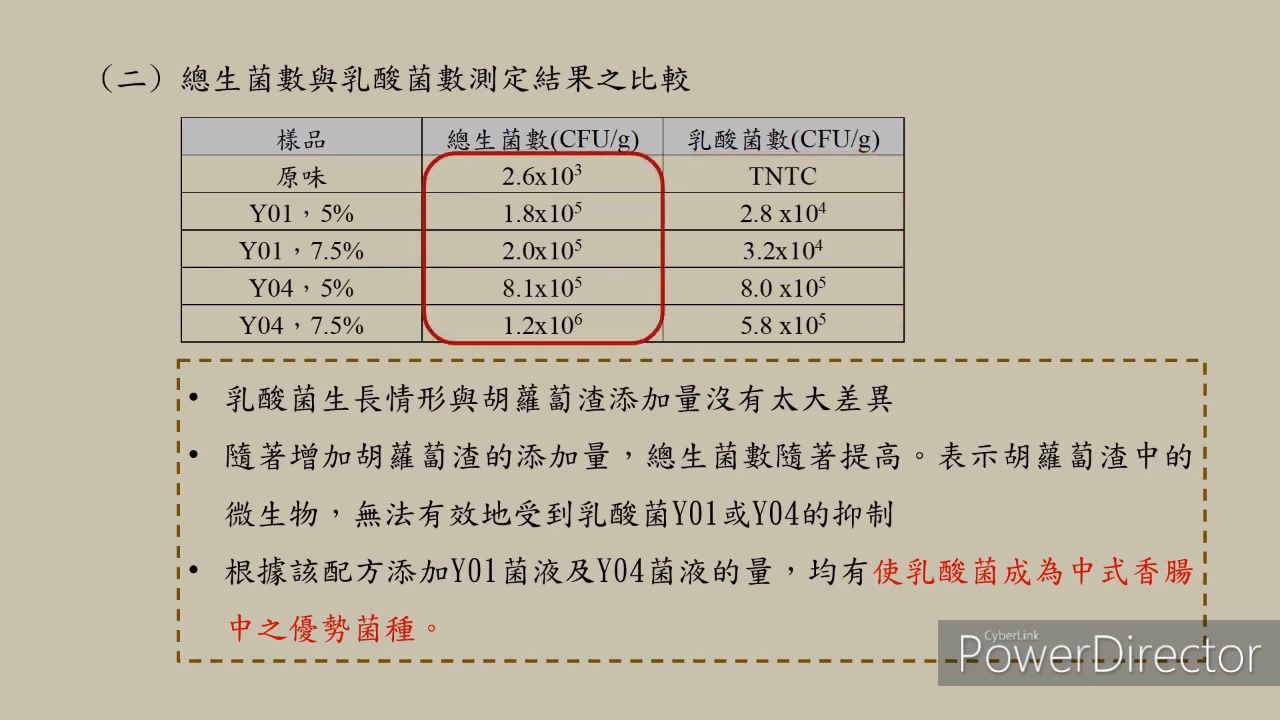 （二）總生菌數與乳酸菌數測定結果之比較
樣品 總生菌數(CFU/g) 乳酸菌數(CFU/g)
原味 2.6x10³ TNTC
Y01，5% 1.8x10⁵ 2.8 x10⁴
Y01，7.5% 2.0x10⁵ 3.2x10⁴
Y04，5% 8.1x10⁵ 8.0 x10⁵
Y04，7.5% 1.2x10⁶ 5.8 x10⁵
• 乳酸菌生長情形與胡蘿蔔渣添加量沒有太大差異
• 隨著增加胡蘿蔔渣的添加量，總生菌數隨著提高。表示胡蘿蔔渣中的
微生物，無法有效地受到乳酸菌Y01或Y04的抑制
• 根據該配方添加Y01菌液及Y04菌液的量，均有使乳酸菌成為中式香腸
中之優勢菌種。
CyberLink
PowerDirector